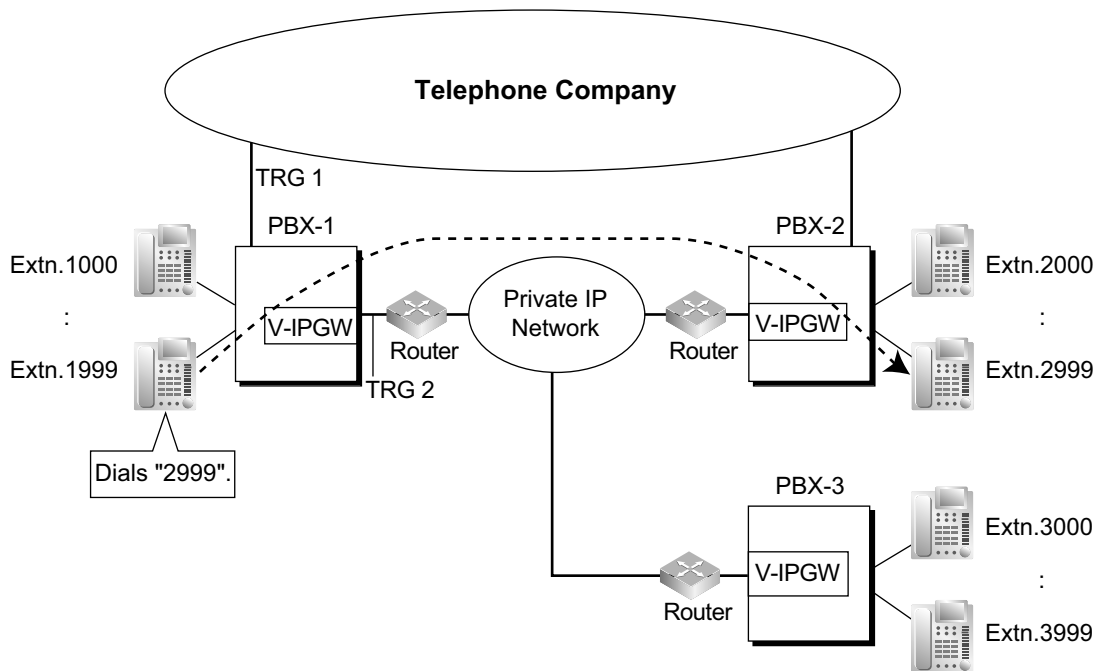 Telephone Company
TRG 1
PBX-1
PBX-2
Extn.1000
:
Extn.1999
V-IPGW
Router
TRG 2
Private IP
Network
Router
V-IPGW
Extn.2000
:
Extn.2999
Dials "2999".
PBX-3
V-IPGW
Router
Extn.3000
:
Extn.3999